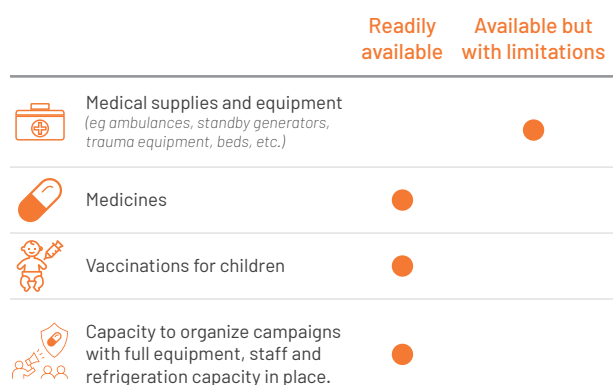 Readily available
Available but with limitations
Medical supplies and equipment
(eg ambulances, standby generators,
trauma equipment, beds, etc.)
Medicines
Vaccinations for children
Capacity to organize campaigns
with full equipment, staff and
refrigeration capacity in place.